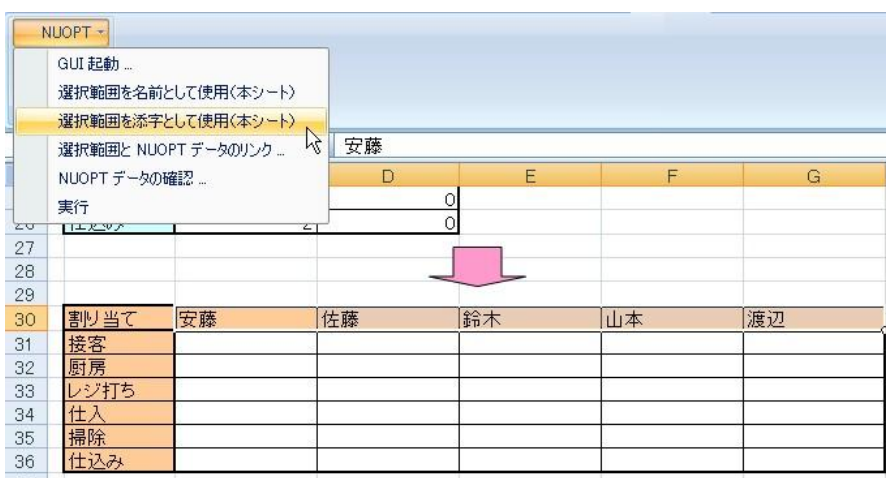 NUOPT
GUI 起動 ...
選択範囲を名前として使用(本シート)
選択範囲を添字として使用(本シート)
選択範囲と NUOPT データのリンク ...
安藤
NUOPT データの確認 ...
D E F G
実行
0
26 仕込み 2 0
27
28
29
30 割り当て 安藤 佐藤 鈴木 山本 渡辺
31 接客
32 厨房
33 レジ打ち
34 仕入
35 掃除
36 仕込み